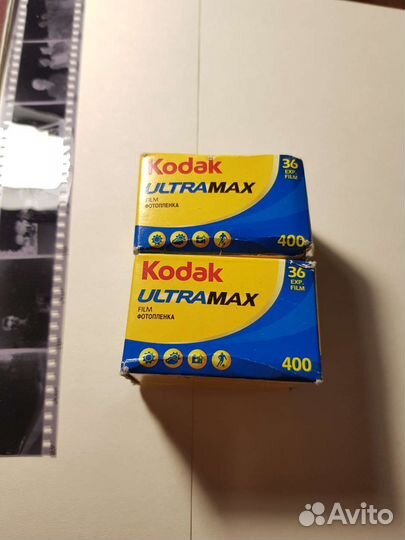 Kodak
36
EXP.
FILM
ULTRAMAX
FILM
ФОТОПЛЕНКА
400
Kodak
36
EXP.
FILM
ULTRAMAX
FILM
ФОТОПЛЕНКА
400
Avito